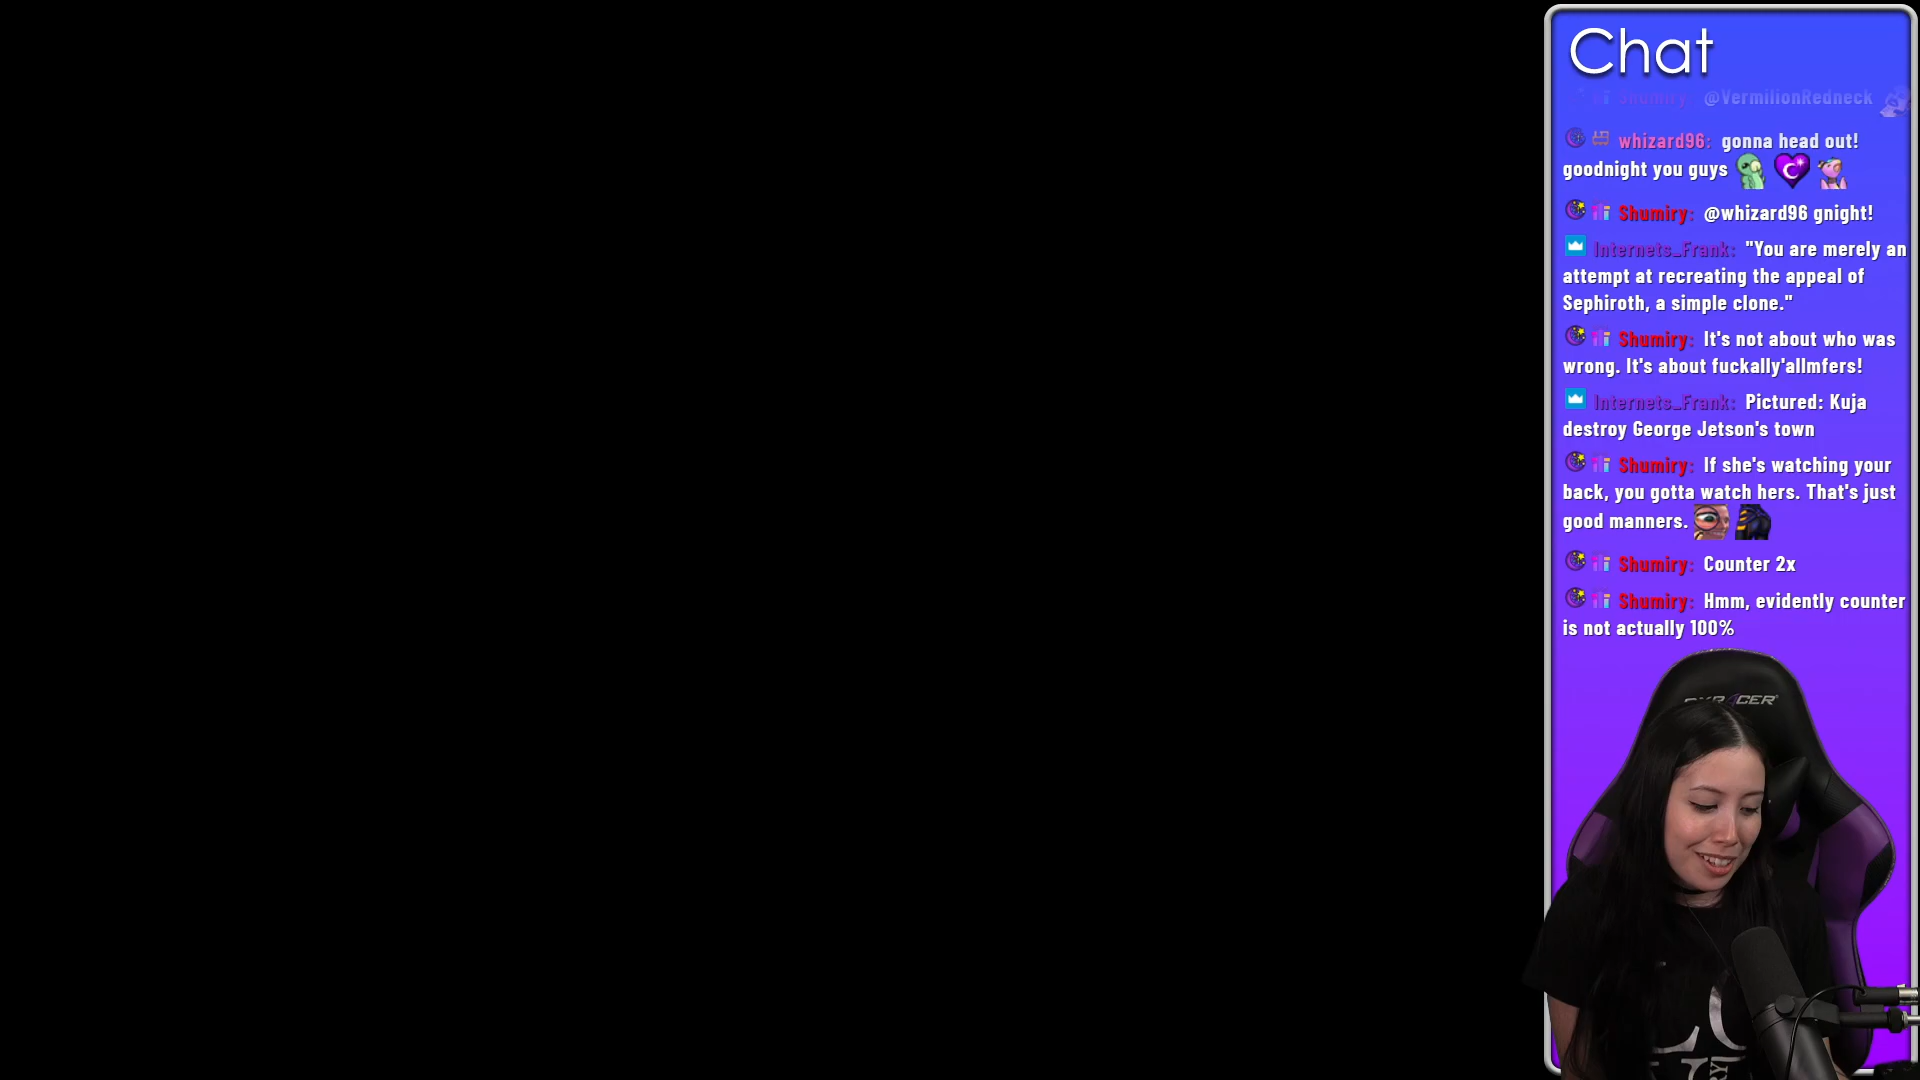 Chat
Shumiry: @VermilionRedneck
whizard96: gonna head out!
goodnight you guys
Shumiry: @whizard96 gnight!
Internets_Frank: "You are merely an
attempt at recreating the appeal of
Sephiroth, a simple clone."
Shumiry: It's not about who was
wrong. It's about fuckally'allmfers!
Internets_Frank: Pictured: Kuja
destroy George Jetson's town
Shumiry: If she's watching your
back, you gotta watch hers. That's just
good manners.
Shumiry: Counter 2x
Shumiry: Hmm, evidently counter
is not actually 100%